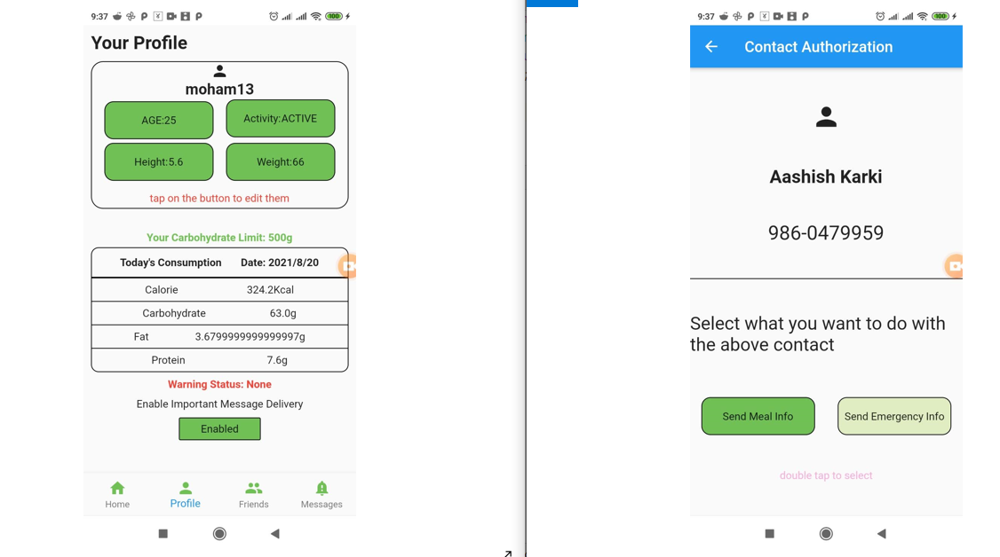 9:37
100
Your Profile
moham13
AGE:25
Activity:ACTIVE
Height:5.6
Weight:66
tap on the button to edit them
Your Carbohydrate Limit: 500g
Today's Consumption Date: 2021/8/20
Calorie 324.2Kcal
Carbohydrate 63.0g
Fat 3.6799999999999997g
Protein 7.6g
Warning Status: None
Enable Important Message Delivery
Enabled
Home Profile Friends Messages
9:37
100
Contact Authorization
Aashish Karki
986-0479959
Select what you want to do with
the above contact
Send Meal Info
Send Emergency Info
double tap to select